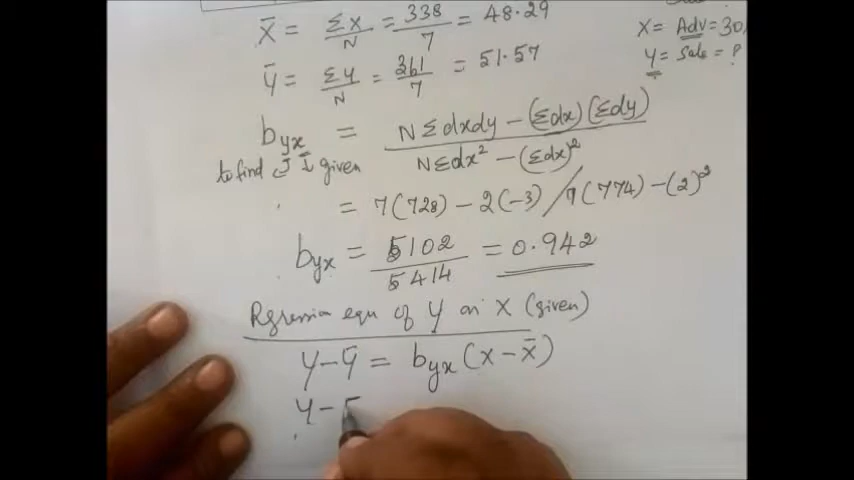 X̄ = ΣX/N = 338/7 = 48.29
X = Adv = 30,
Ȳ = ΣY/N = 361/7 = 51.57
Y = Sale = ?
byx = NΣdxdy − (Σdx)(Σdy) / NΣdx² − (Σdx)²
to find given
= 7(728) − 2(−3) / 7(774) − (2)²
byx = 5102/5414 = 0.942
Rgression equ of Y on X (given)
Y − Ȳ = byx (X − X̄)
Y − 5